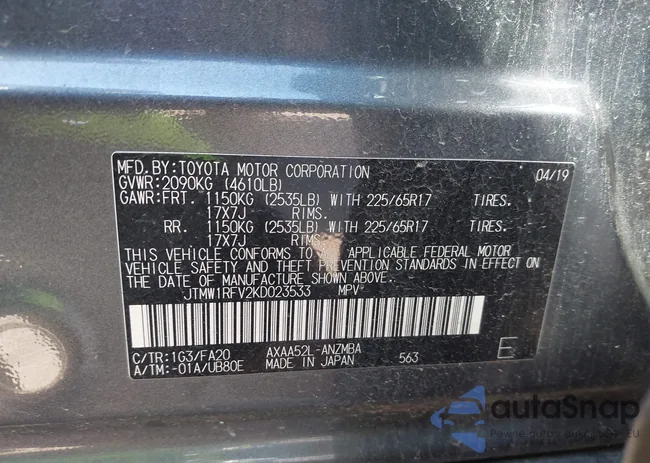 MFD. BY: TOYOTA MOTOR CORPORATION 04/19
GVWR: 2090KG (4610LB)
GAWR: FRT. 1150KG (2535LB) WITH 225/65R17 TIRES.
17X7J RIMS.
RR. 1150KG (2535LB) WITH 225/65R17 TIRES.
17X7J RIMS.
THIS VEHICLE CONFORMS TO ALL APPLICABLE FEDERAL MOTOR
VEHICLE SAFETY AND THEFT PREVENTION STANDARDS IN EFFECT ON
THE DATE OF MANUFACTURE SHOWN ABOVE.
JTMW1RFV2KD023533 MPV
C/TR: 1G3/FA20 AXAA52L-ANZMBA
A/TM: -01A/UB80E MADE IN JAPAN 563 E
autaSnap
Pewne auta z